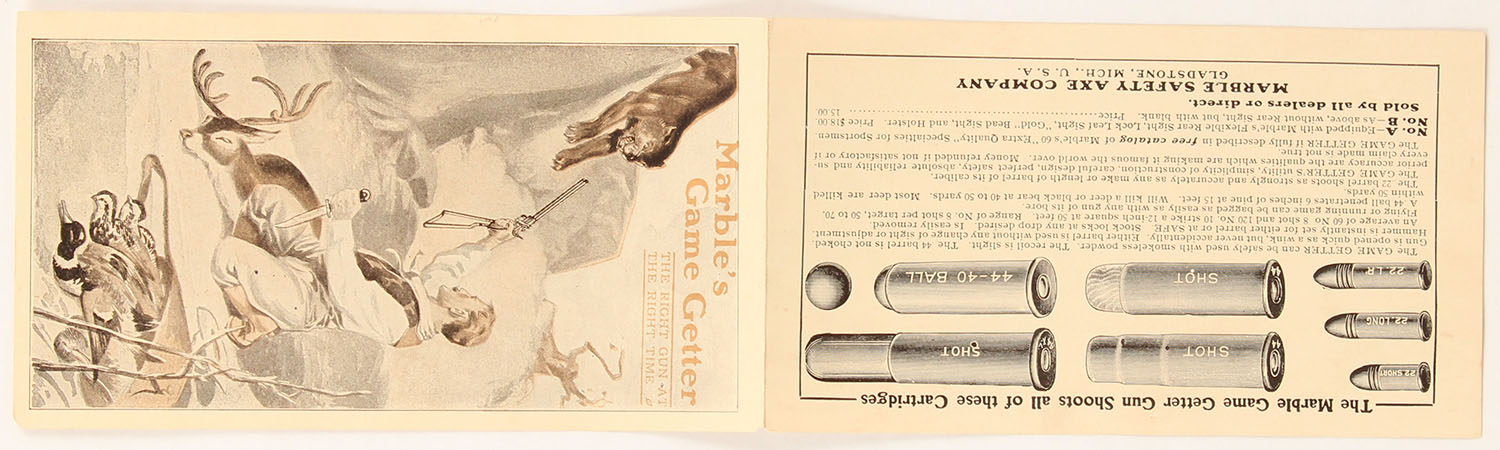 Marble's
Game Getter
THE RIGHT GUN AT
THE RIGHT TIME
The Marble Game Getter Gun Shoots all of these Cartridges
22 SHORT
44
SHOT
44
SHOT
22 LONG
22 LR
44
SHOT
44-40 BALL
THE GAME GETTER can be safely used with smokeless powder. The recoil is slight. The 44 barrel is not choked.
Gun is opened quick as a wink, but never accidentally. Either barrel is used without any change of sight or adjustment.
Hammer is instantly set for either barrel or at SAFE. Stock locks at any drop desired. Is easily removed.
An average of 60 No. 8 shot and 120 No. 10 strike a 12-inch square at 50 feet. Range of No. 8 shot per target, 50 to 70.
Flying or running game can be bagged as easily as with any gun of its bore.
A 44 ball penetrates 6 inches of pine at 15 feet. Will kill a deer or black bear at 40 to 50 yards. Most deer are killed
within 50 yards.
The 22 barrel shoots as strongly and accurately as any make or length of barrel of its caliber.
The GAME GETTER'S utility, simplicity of construction, careful design, perfect safety, absolute reliability and su-
perior accuracy are the qualities which are making it famous the world over. Money refunded if not satisfactory or if
every claim made is not true.
The GAME GETTER if fully described in free catalog of Marble's 60 "Extra Quality" Specialties for Sportsmen.
No. A—Equipped with Marble's Flexible Rear Sight, Lock Leaf Sight, "Gold" Bead Sight, and Holster. Price $18.00.
No. B—As above, without Rear Sight, but with blank. Price 15.00
Sold by all dealers or direct.
MARBLE SAFETY AXE COMPANY
GLADSTONE, MICH., U. S. A.